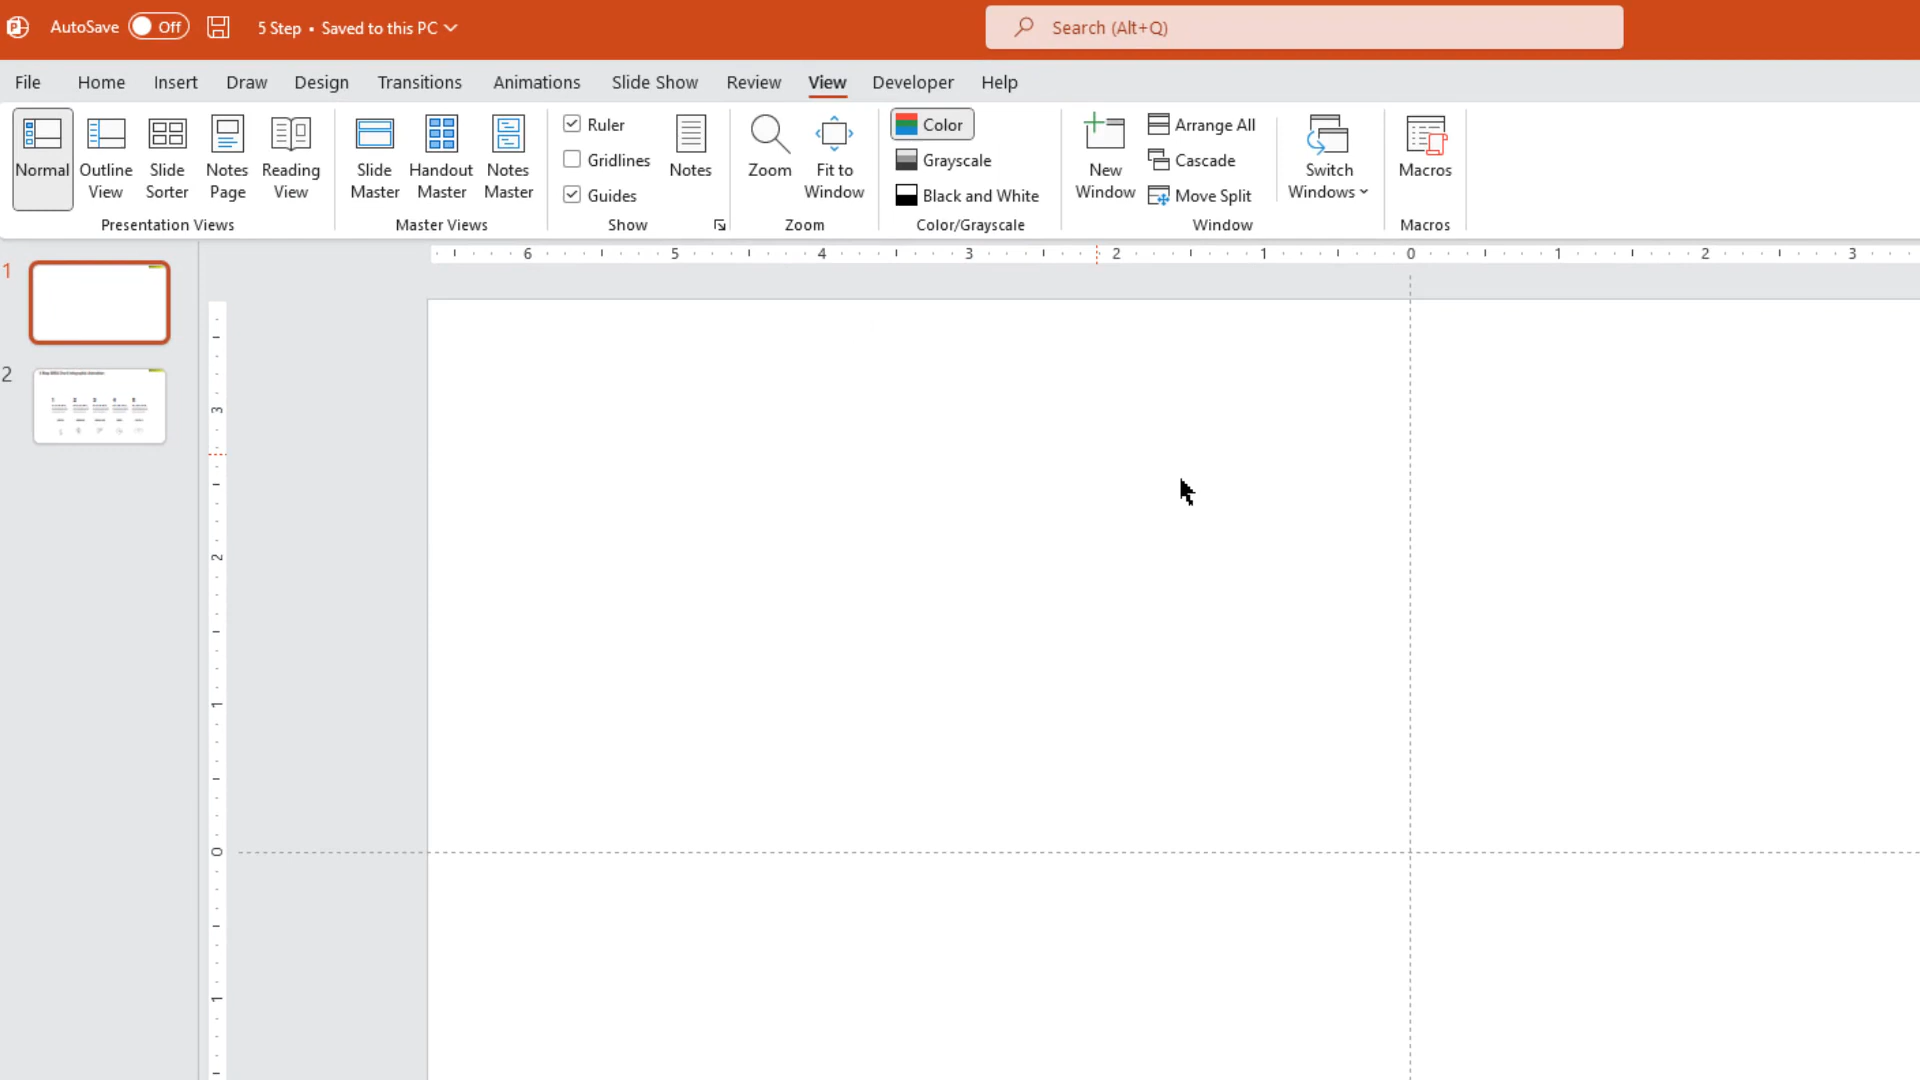 AutoSave Off 5 Step • Saved to this PC Search (Alt+Q)
File Home Insert Draw Design Transitions Animations Slide Show Review View Developer Help
Normal Outline View Slide Sorter Notes Page Reading View
Presentation Views
Slide Master Handout Master Notes Master
Master Views
Ruler
Gridlines
Guides
Notes
Show
Zoom Fit to Window
Zoom
Color
Grayscale
Black and White
Color/Grayscale
New Window
Arrange All
Cascade
Move Split
Switch Windows
Window
Macros
Macros
6 5 4 3 2 1 0 1 2 3
1
2
3
2
1
0
1